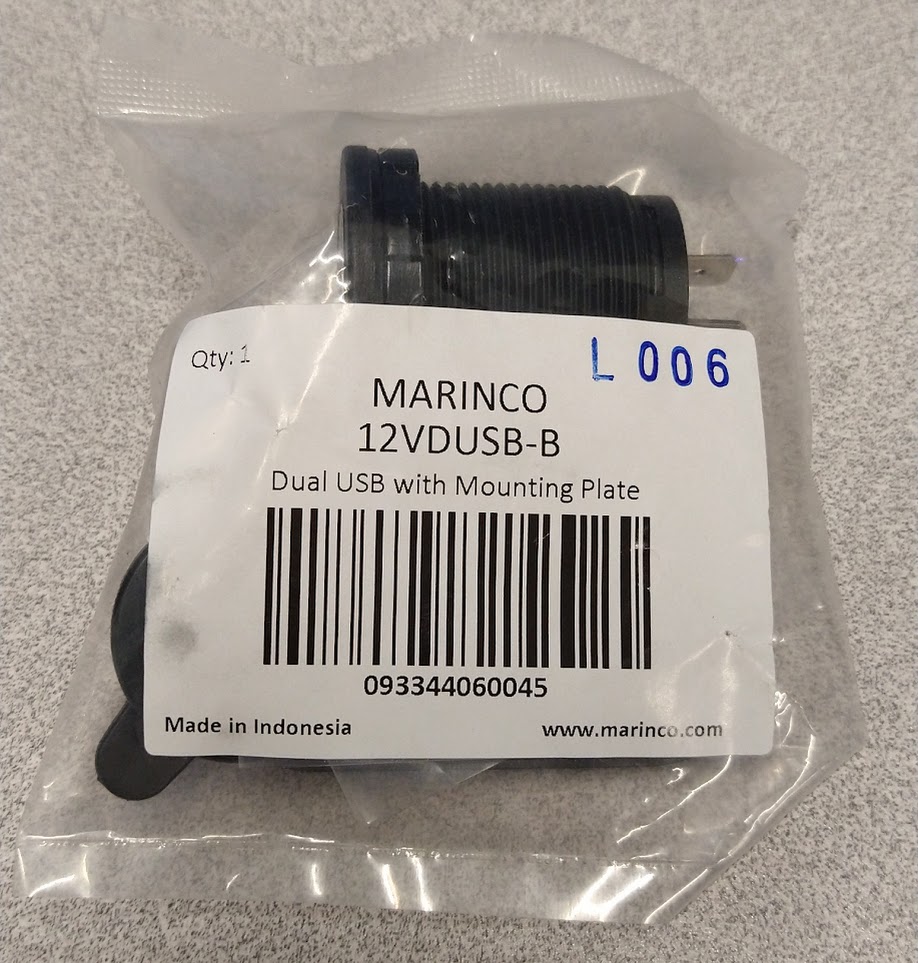 Qty: 1
L 006
MARINCO
12VDUSB-B
Dual USB with Mounting Plate
093344060045
Made in Indonesia
www.marinco.com